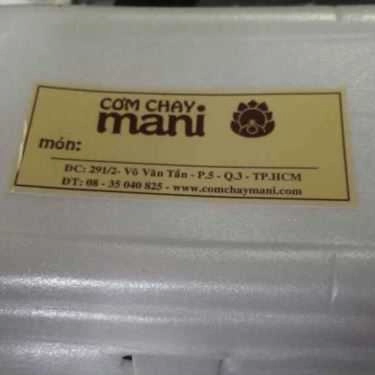 CƠM CHAY
mani
món:
ĐC: 291/2- Võ Văn Tần - P.5 - Q.3 - TP.HCM
ĐT: 08 - 35 040 825 - www.comchaymani.com